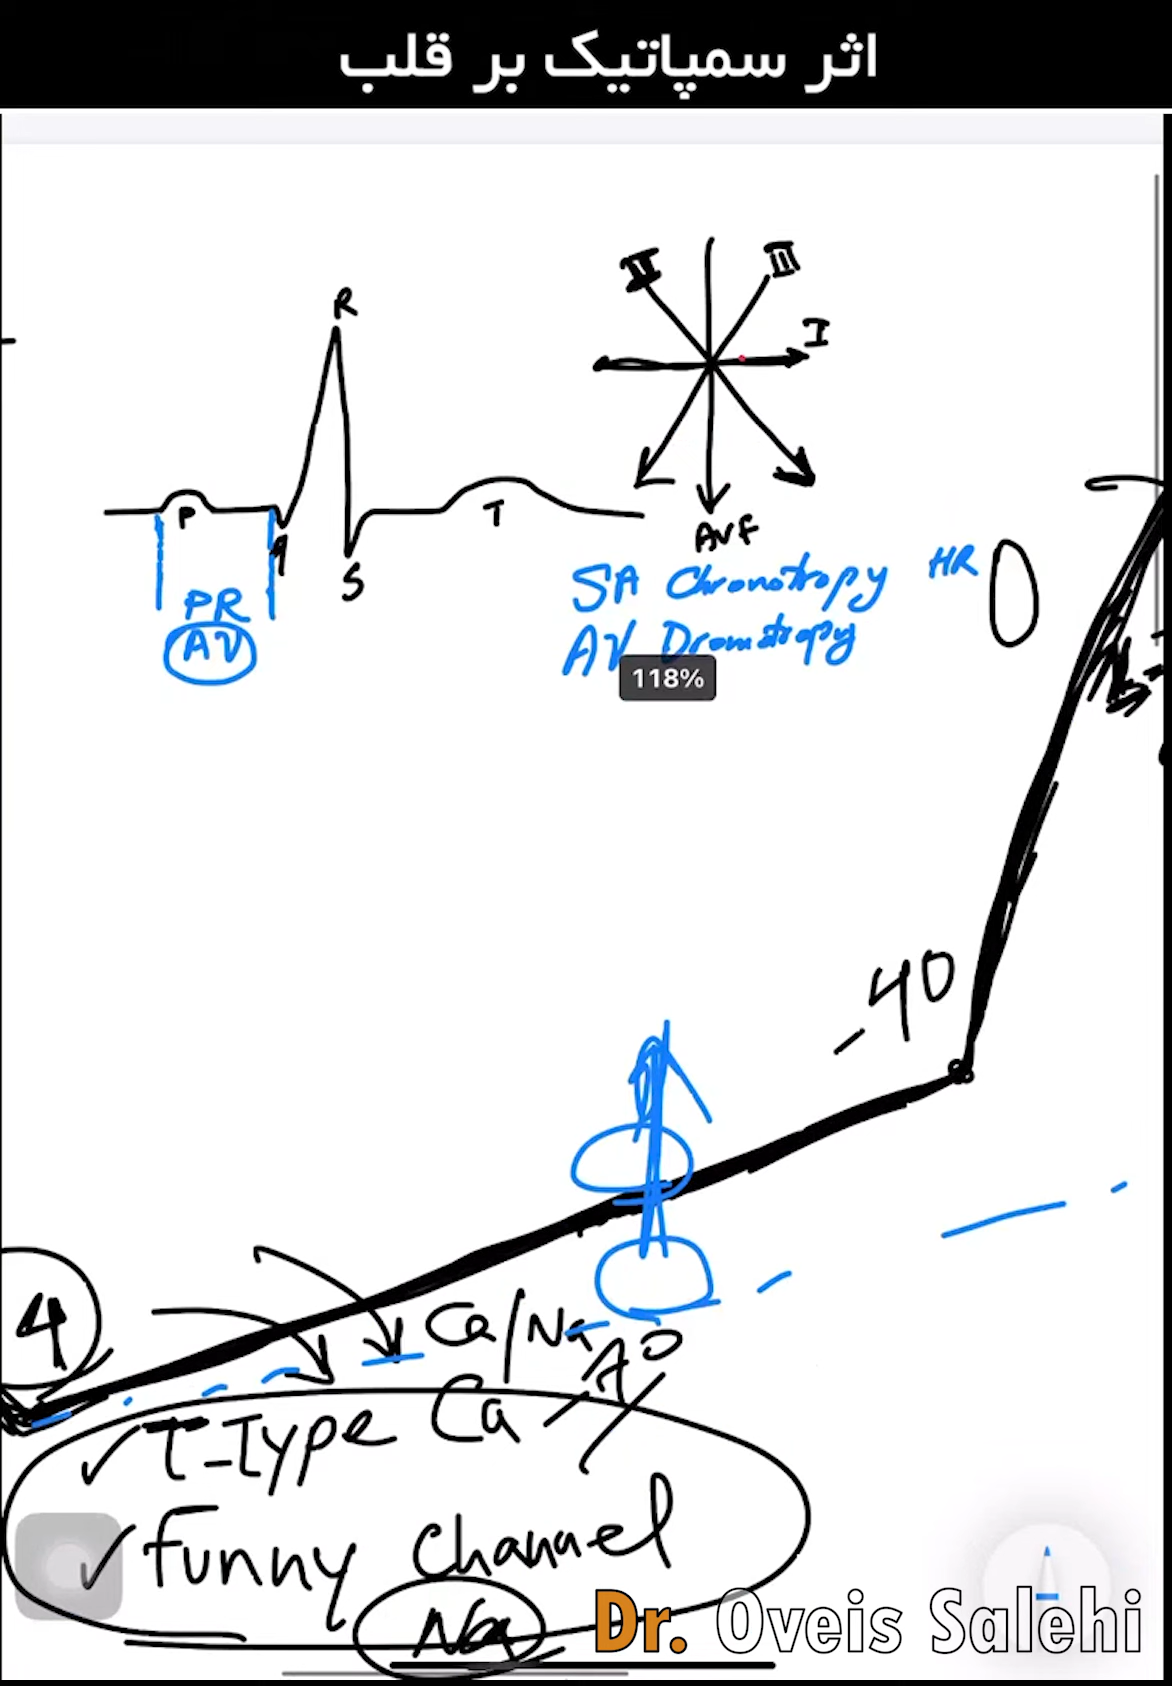 اثر سمپاتیک بر قلب
R
II
III
I
P
q
S
T
AVF
PR
AV
SA Chronotropy HR
AV Dromotropy
118%
0
-40
4
Ca/Na
T-Type Ca
Funny Channel
Na
Dr. Oveis Salehi